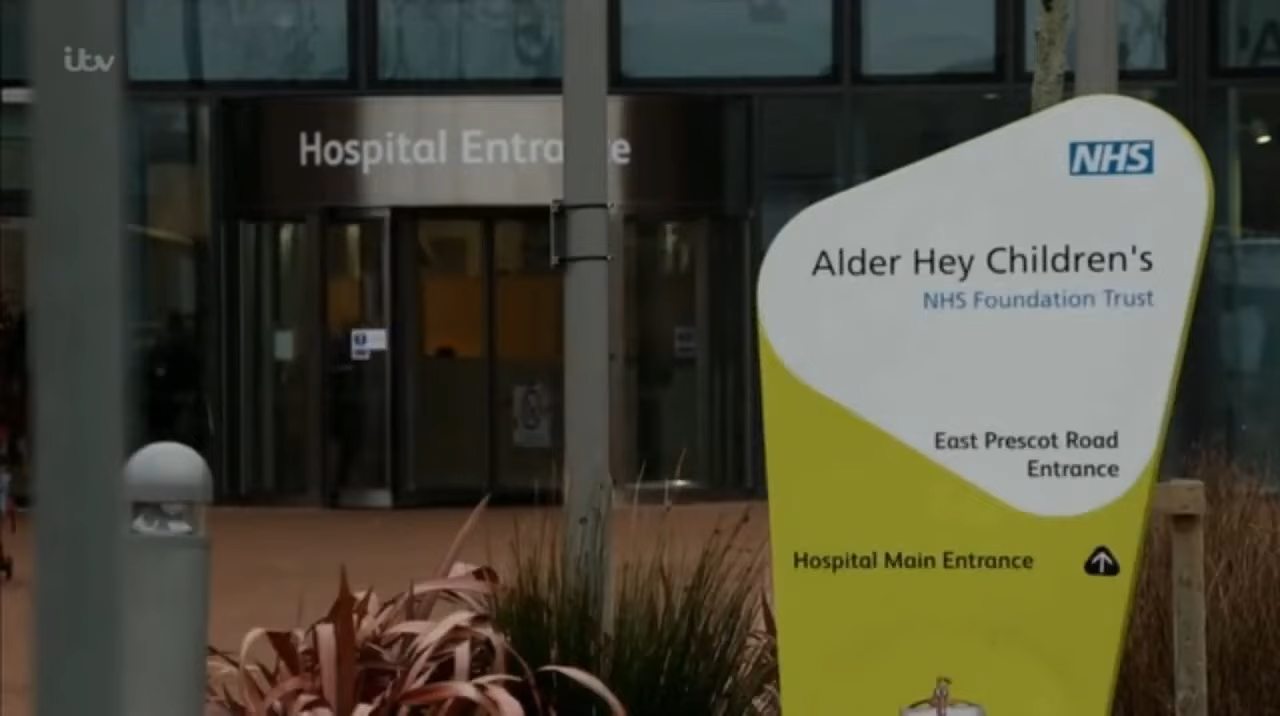 itv
Hospital Entra e
NHS
Alder Hey Children's
NHS Foundation Trust
East Prescot Road
Entrance
Hospital Main Entrance